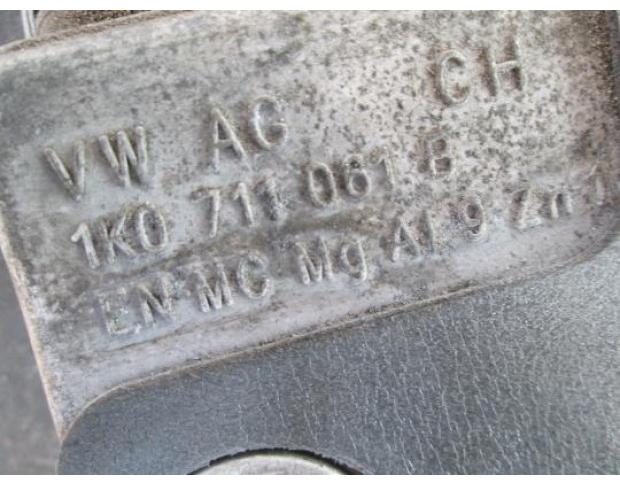 VW AG CH
1K0 711 061 B
EN-MC Mg Al 9 Zn 1